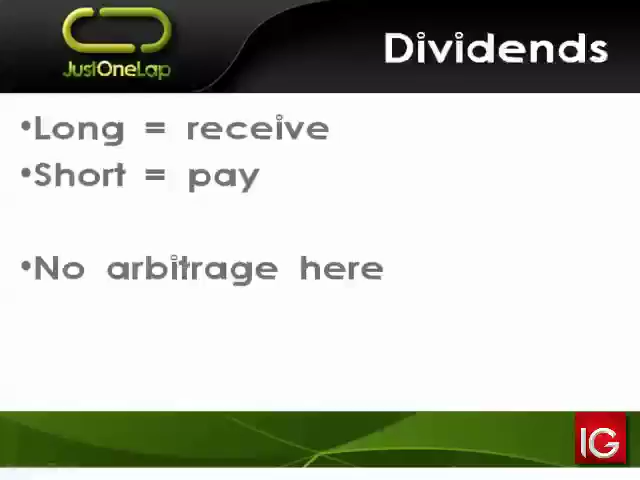 JustOneLap
Dividends
•Long = receive
•Short = pay
•No arbitrage here
IG